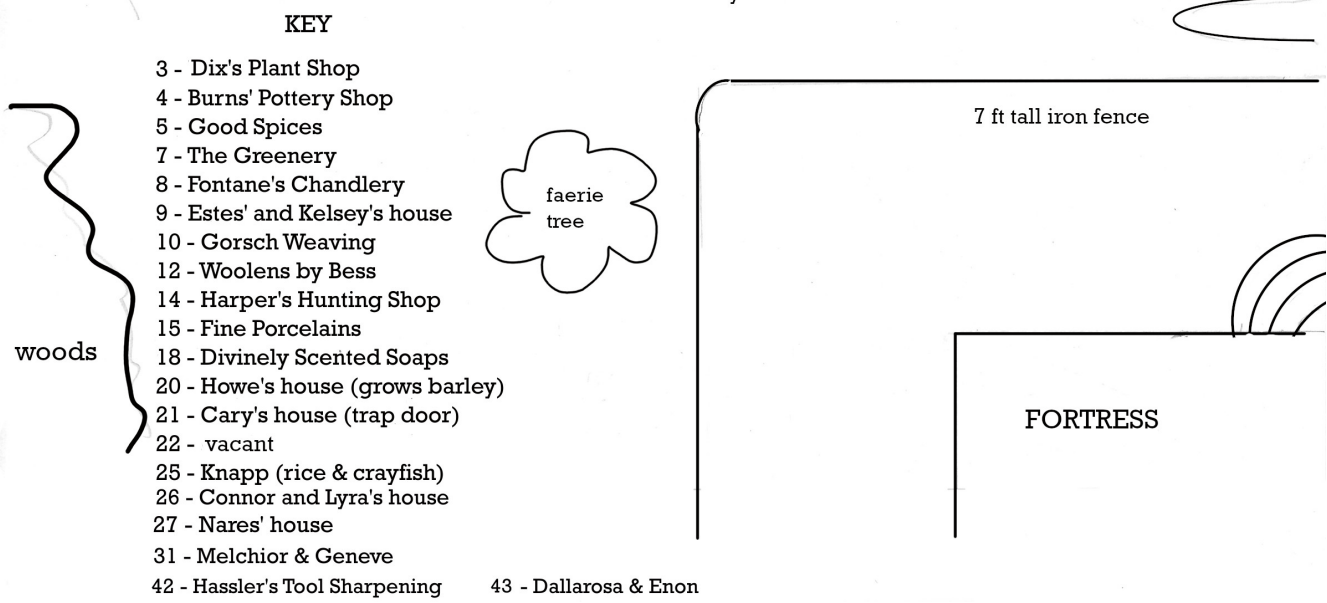 KEY
3 - Dix's Plant Shop
4 - Burns' Pottery Shop
5 - Good Spices
7 - The Greenery
8 - Fontane's Chandlery
9 - Estes' and Kelsey's house
10 - Gorsch Weaving
12 - Woolens by Bess
14 - Harper's Hunting Shop
15 - Fine Porcelains
18 - Divinely Scented Soaps
20 - Howe's house (grows barley)
21 - Cary's house (trap door)
22 - vacant
25 - Knapp (rice & crayfish)
26 - Connor and Lyra's house
27 - Nares' house
31 - Melchior & Geneve
42 - Hassler's Tool Sharpening
43 - Dallarosa & Enon
woods
faerie
tree
7 ft tall iron fence
FORTRESS